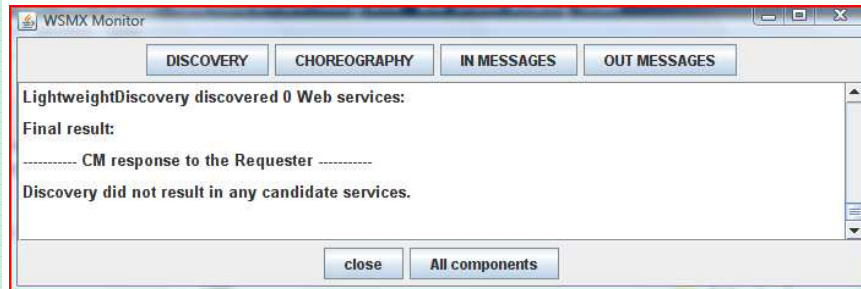 WSMX Monitor
DISCOVERY CHOREOGRAPHY IN MESSAGES OUT MESSAGES
LightweightDiscovery discovered 0 Web services:
Final result:
----------- CM response to the Requester -----------
Discovery did not result in any candidate services.
close All components